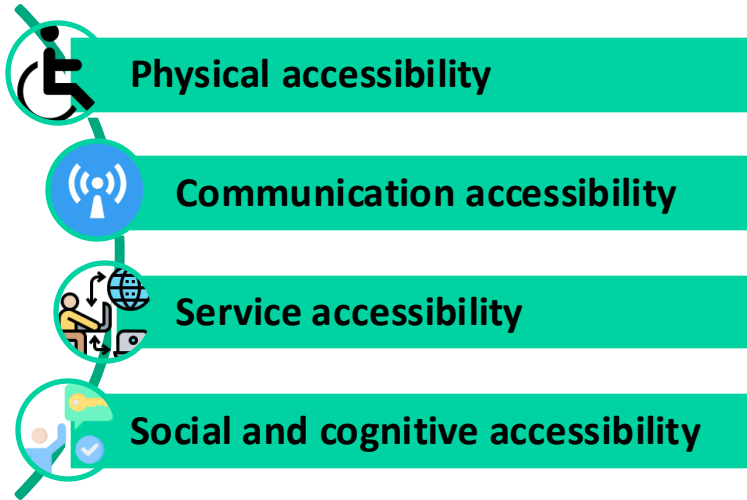 Physical accessibility
Communication accessibility
Service accessibility
Social and cognitive accessibility